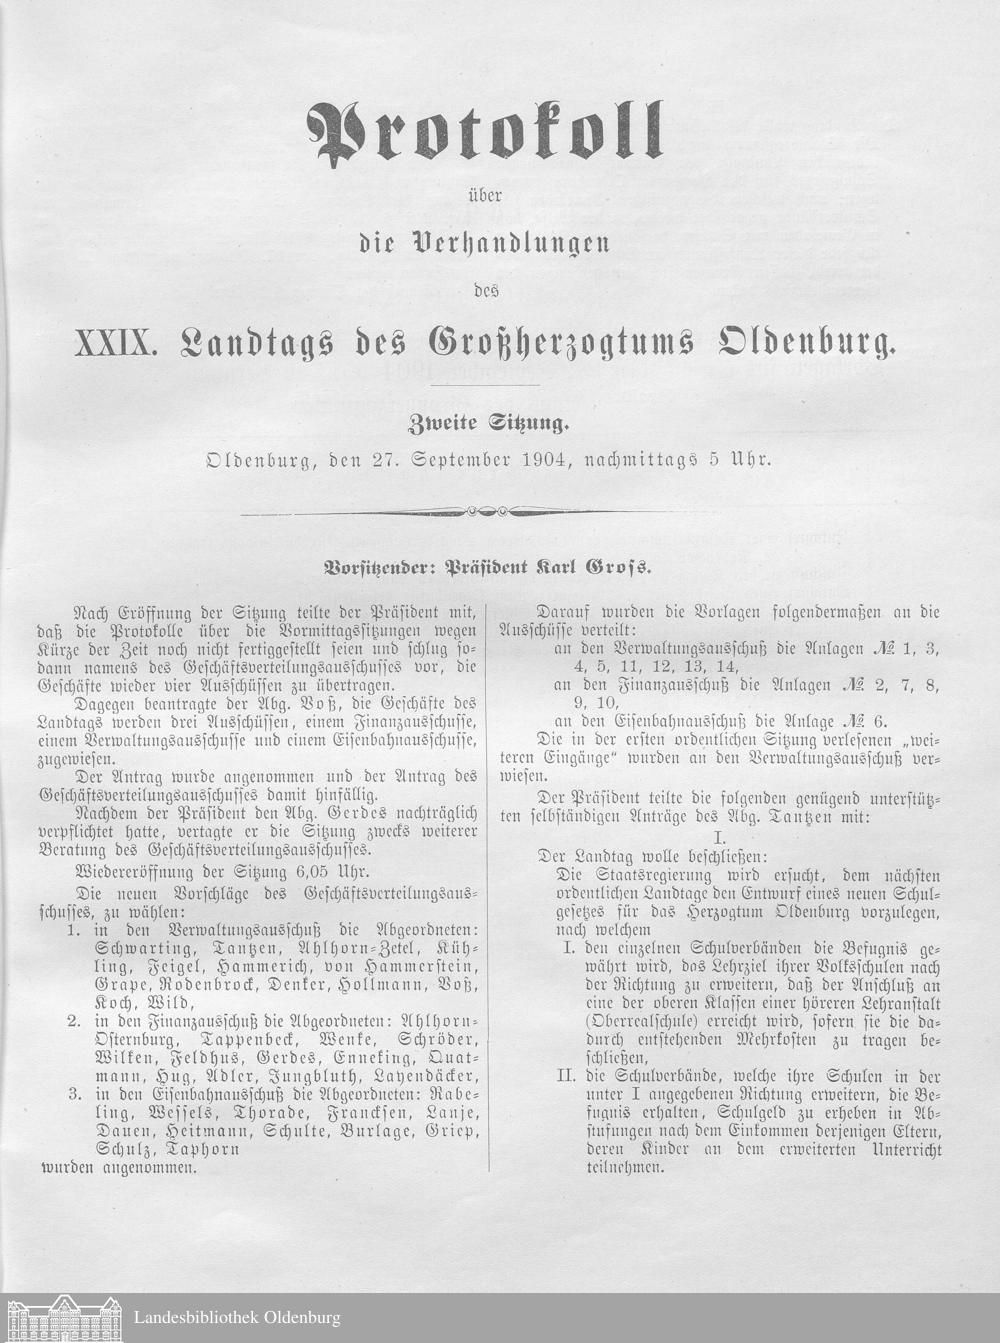 Protokoll
über
die Verhandlungen
des
XXIX. Landtags des Großherzogtums Oldenburg.
Zweite Sitzung.
Oldenburg, den 27. September 1904, nachmittags 5 Uhr.
Vorsitzender: Präsident Karl Gross.
Nach Eröffnung der Sitzung teilte der Präsident mit,
daß die Protokolle über die Vormittagssitzungen wegen
Kürze der Zeit noch nicht fertiggestellt seien und schlug so-
dann namens des Geschäftsverteilungsausschusses vor, die
Geschäfte wieder vier Ausschüssen zu übertragen.
Dagegen beantragte der Abg. Voß, die Geschäfte des
Landtags werden drei Ausschüssen, einem Finanzausschusse,
einem Verwaltungsausschusse und einem Eisenbahnausschusse,
zugewiesen.
Der Antrag wurde angenommen und der Antrag des
Geschäftsverteilungsausschusses damit hinfällig.
Nachdem der Präsident den Abg. Gerdes nachträglich
verpflichtet hatte, vertagte er die Sitzung zwecks weiterer
Beratung des Geschäftsverteilungsausschusses.
Wiedereröffnung der Sitzung 6,05 Uhr.
Die neuen Vorschläge des Geschäftsverteilungsaus-
schusses, zu wählen:
1. in den Verwaltungsausschuß die Abgeordneten:
Schwarting, Tantzen, Ahlhorn-Zetel, Küh-
ling, Feigel, Hammerich, von Hammerstein,
Grape, Rodenbrock, Denker, Hollmann, Voß,
Koch, Wild,
2. in den Finanzausschuß die Abgeordneten: Ahlhorn-
Osternburg, Tappenbeck, Wenke, Schröder,
Wilken, Feldhus, Gerdes, Enneking, Quat-
mann, Hug, Adler, Jungbluth, Layendäcker,
3. in den Eisenbahnausschuß die Abgeordneten: Rabe-
ling, Wessels, Thorade, Francksen, Lanje,
Dauen, Heitmann, Schulte, Burlage, Griep,
Schulz, Taphorn
wurden angenommen.
Darauf wurden die Vorlagen folgendermaßen an die
Ausschüsse verteilt:
an den Verwaltungsausschuß die Anlagen № 1, 3,
4, 5, 11, 12, 13, 14,
an den Finanzausschuß die Anlagen № 2, 7, 8,
9, 10,
an den Eisenbahnausschuß die Anlage № 6.
Die in der ersten ordentlichen Sitzung verlesenen „wei-
teren Eingänge“ wurden an den Verwaltungsausschuß ver-
wiesen.
Der Präsident teilte die folgenden genügend unterstütz-
ten selbständigen Anträge des Abg. Tantzen mit:
I.
Der Landtag wolle beschließen:
Die Staatsregierung wird ersucht, dem nächsten
ordentlichen Landtage den Entwurf eines neuen Schul-
gesetzes für das Herzogtum Oldenburg vorzulegen,
nach welchem
I. den einzelnen Schulverbänden die Befugnis ge-
währt wird, das Lehrziel ihrer Volksschulen nach
der Richtung zu erweitern, daß der Anschluß an
eine der oberen Klassen einer höreren Lehranstalt
(Oberrealschule) erreicht wird, sofern sie die da-
durch entstehenden Mehrkosten zu tragen be-
schließen,
II. die Schulverbände, welche ihre Schulen in der
unter I angegebenen Richtung erweitern, die Be-
fugnis erhalten, Schulgeld zu erheben in Ab-
stufungen nach dem Einkommen derjenigen Eltern,
deren Kinder an dem erweiterten Unterricht
teilnehmen.
Landesbibliothek Oldenburg